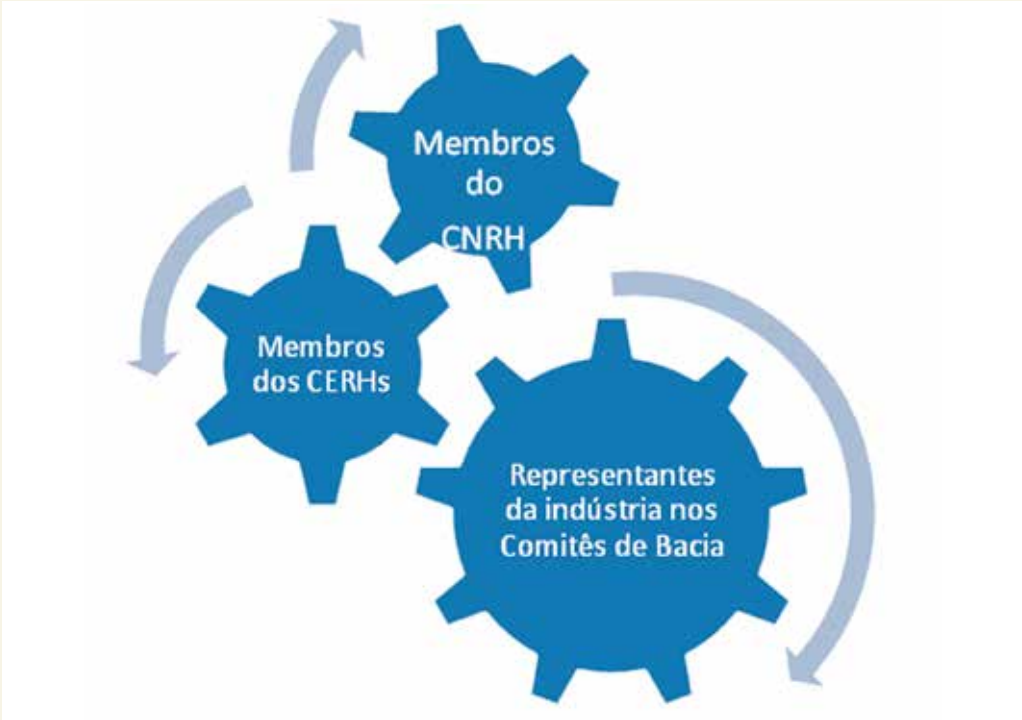 Membros
do
CNRH
Membros
dos CERHs
Representantes
da indústria nos
Comitês de Bacia